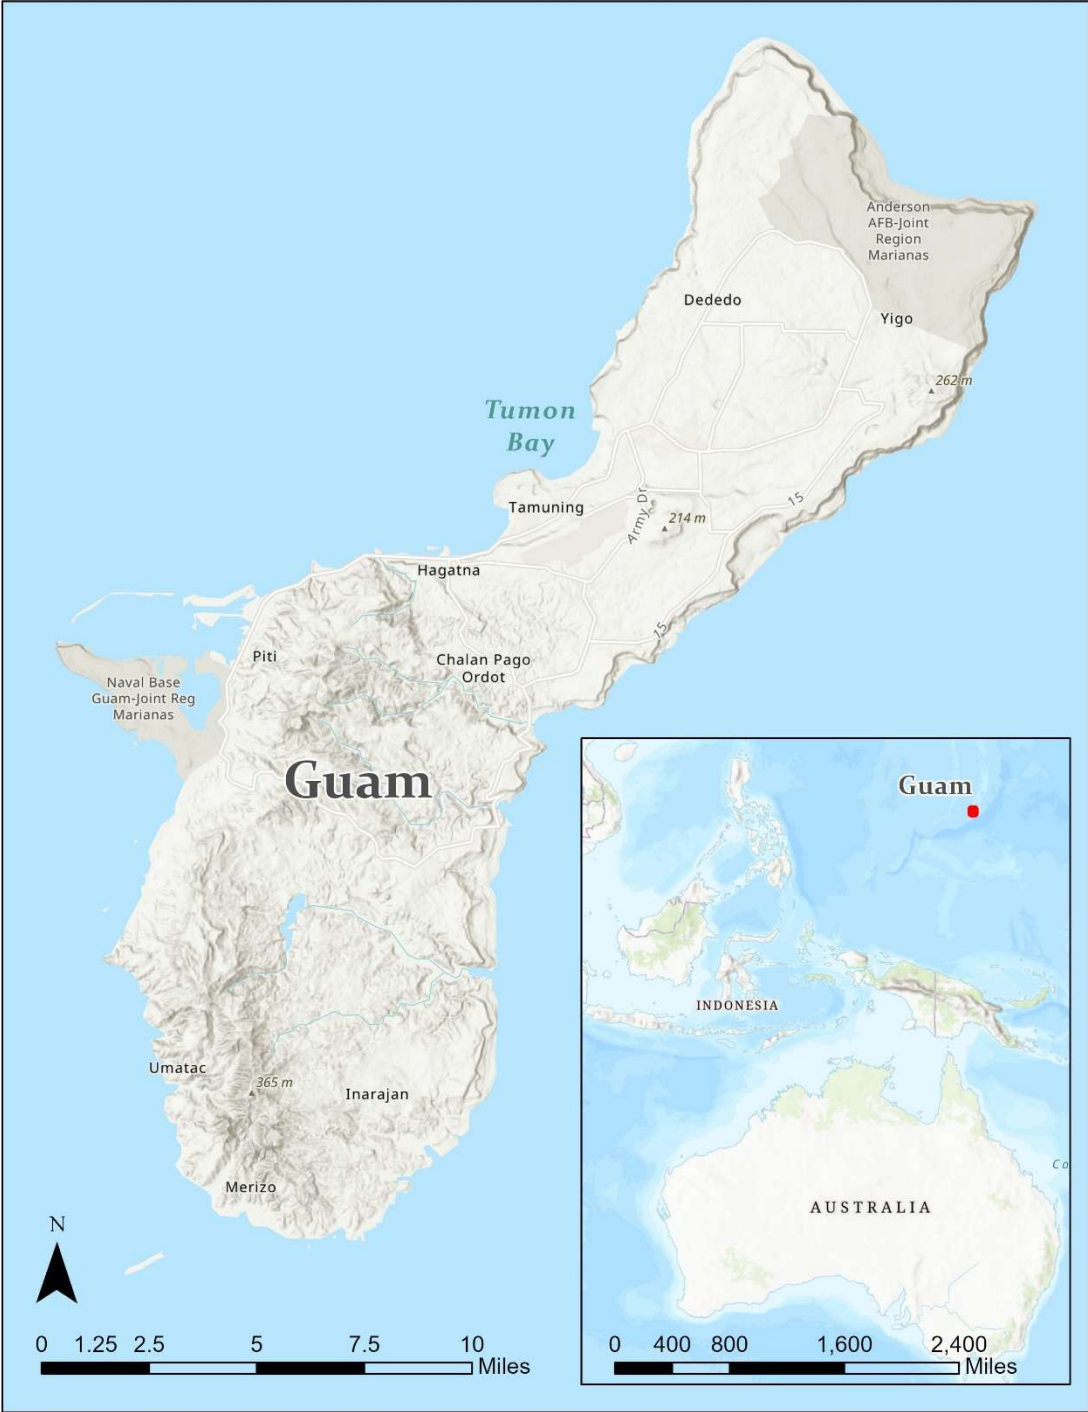 Anderson
AFB-Joint
Region
Marianas
Dededo
Yigo
262 m
Tumon
Bay
Tamuning
Army Dr
214 m
15
Hagatna
15
Piti
Chalan Pago
Ordot
Naval Base
Guam-Joint Reg
Marianas
Guam
Umatac
365 m
Inarajan
Merizo
N
0 1.25 2.5 5 7.5 10
Miles
Guam
INDONESIA
AUSTRALIA
Co
0 400 800 1,600 2,400
Miles